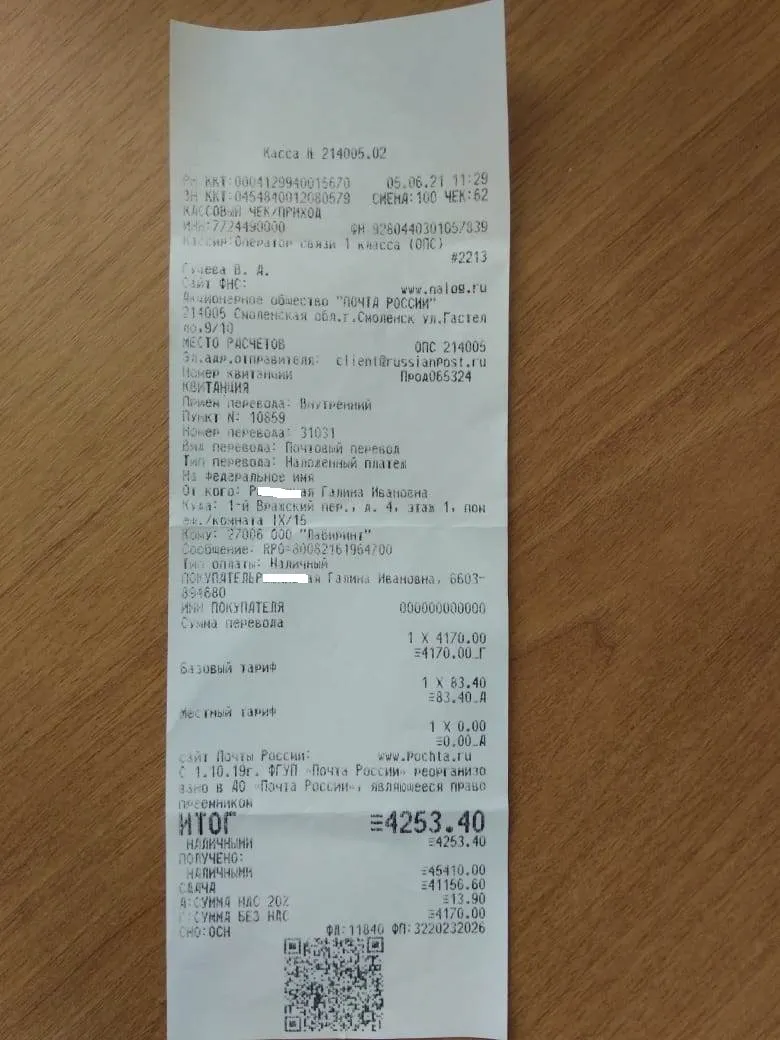 Касса № 214005.02
РН ККТ:0004129940015670 05.06.21 11:29
ЗН ККТ:0454840012080579 СМЕНА:100 ЧЕК:62
КАССОВЫЙ ЧЕК/ПРИХОД
ИНН:7724490000 ФН 9280440301057839
Кассир:Оператор связи 1 класса (ОПС)
#2213
В. А.
Сайт ФНС: www.nalog.ru
Акционерное общество "ПОЧТА РОССИИ"
214005 Смоленская обл.г.Смоленск ул.Гастел
ло,9/10
МЕСТО РАСЧЕТОВ ОПС 214005
Эл.адр.отправителя: client@russianpost.ru
Номер квитанции Прод065324
КВИТАНЦИЯ
Прием перевода: Внутренний
Пункт N: 10859
Номер перевода: 31031
Вид перевода: Почтовый перевод
Тип перевода: Наложенный платеж
На Федеральное имя
От кого: Р ая Галина Ивановна
Куда: 1-й Вражский пер., д. 4, этаж 1, пом
ещ./комната IX/15
Кому: 27006 000 "Лабиринт"
Сообщение: RPO=80082161964700
Тип оплаты: Наличный
ПОКУПАТЕЛЬ Р ая Галина Ивановна, 6603-
894680
ИНН ПОКУПАТЕЛЯ 000000000000
Сумма перевода
1 X 4170.00
≡4170.00_Г
Базовый тариф
1 X 83.40
≡83.40_А
Местный тариф
1 X 0.00
≡0.00_А
Сайт Почты России: www.Pochta.ru
С 1.10.19г. ФГУП «Почта России» реорганизо
вано в АО «Почта России», являющееся право
преемником
ИТОГ ≡4253.40
НАЛИЧНЫМИ ≡4253.40
ПОЛУЧЕНО:
НАЛИЧНЫМИ ≡45410.00
СДАЧА ≡41156.60
А:СУММА НДС 20% ≡13.90
Г:СУММА БЕЗ НДС ≡4170.00
СНО:ОСН ФД:11840 ФП:3220232026